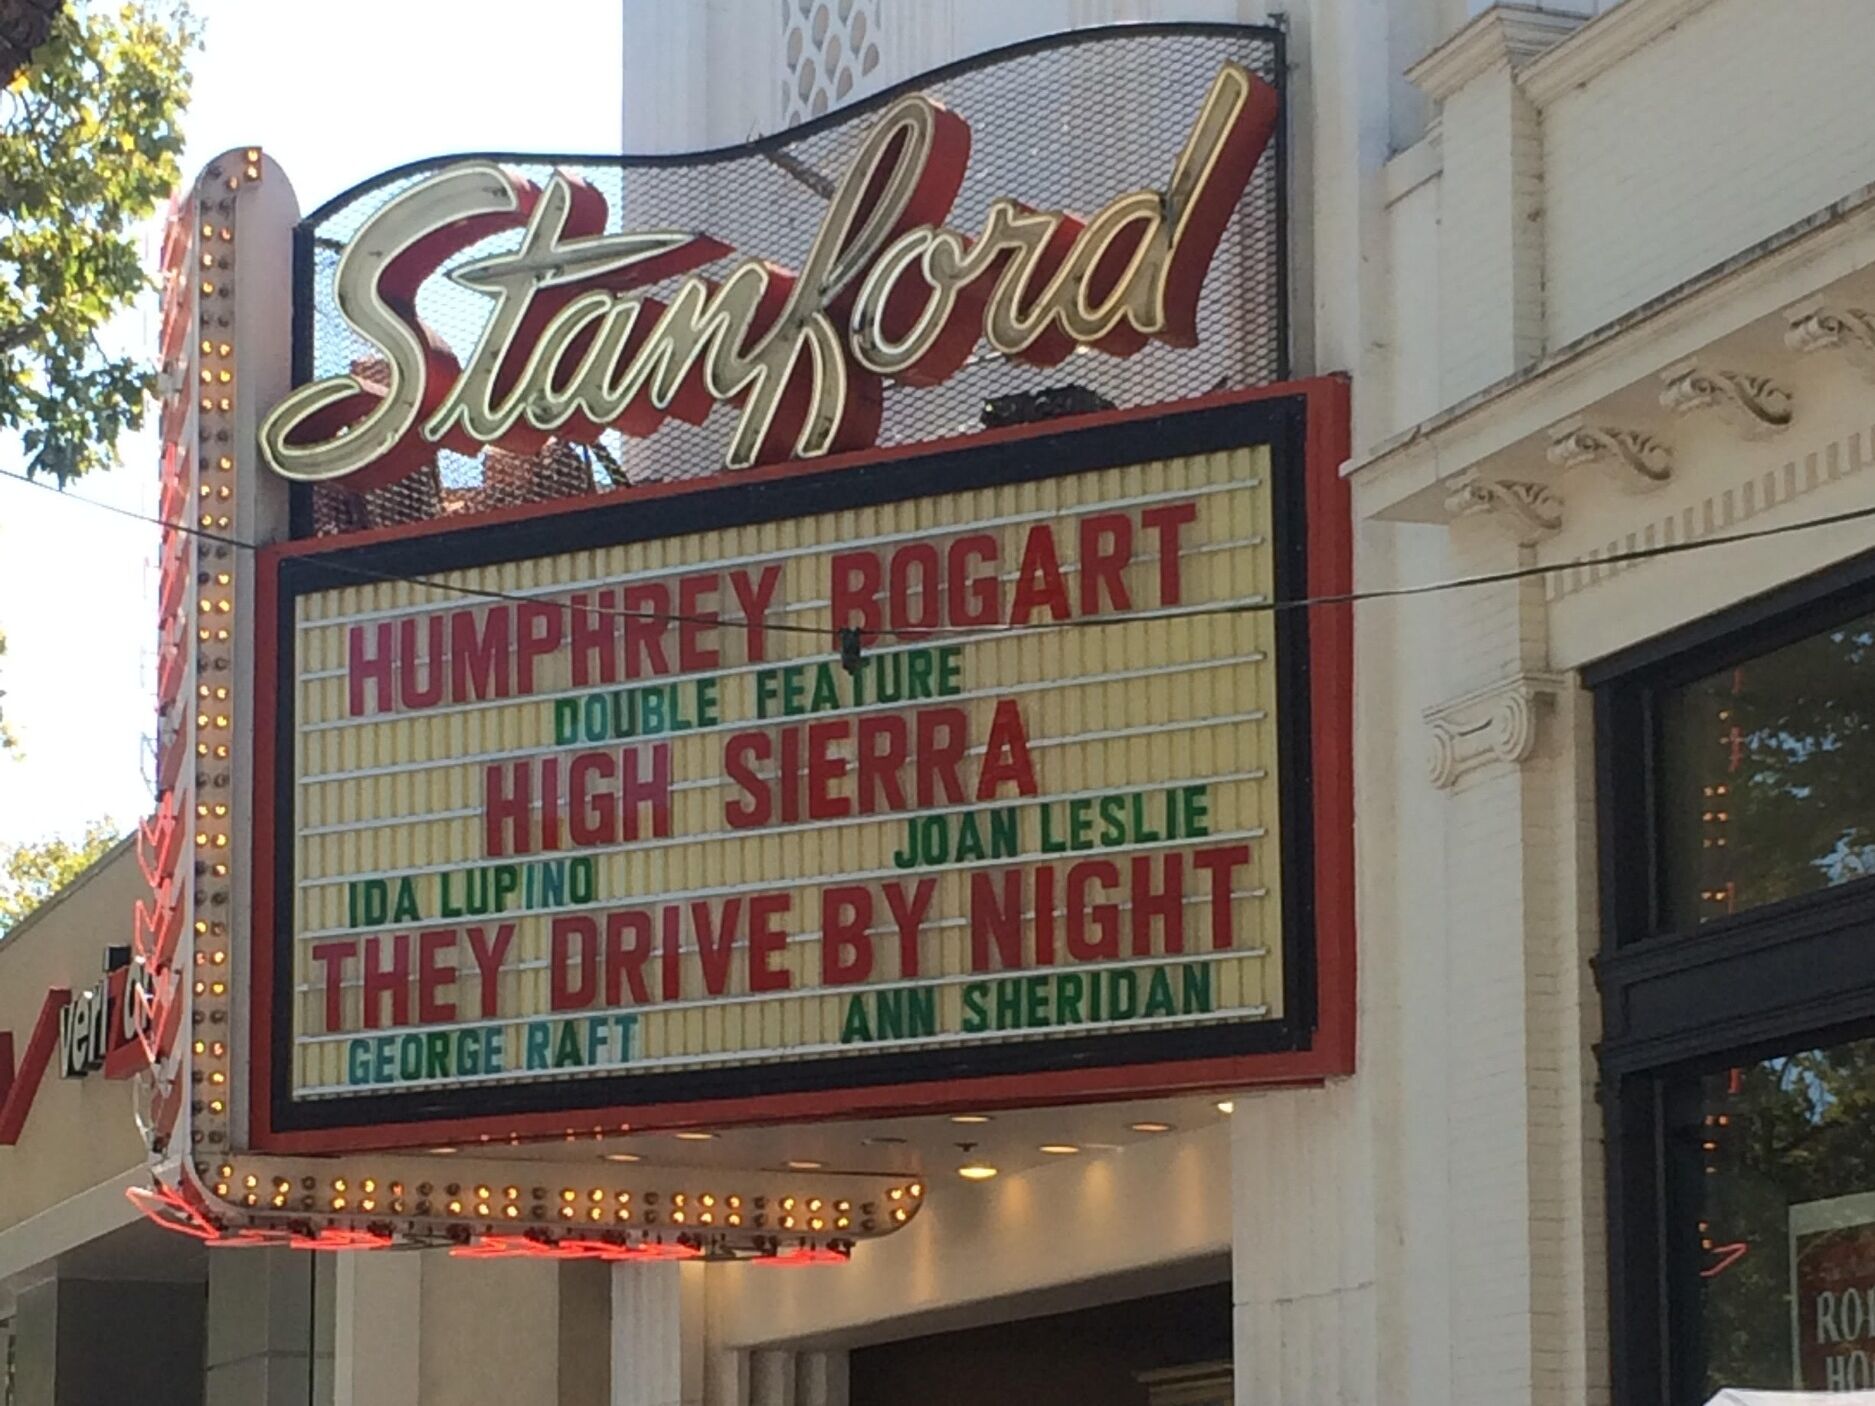 Stanford
HUMPHREY BOGART
DOUBLE FEATURE
HIGH SIERRA
IDA LUPINO JOAN LESLIE
THEY DRIVE BY NIGHT
GEORGE RAFT ANN SHERIDAN
verizo